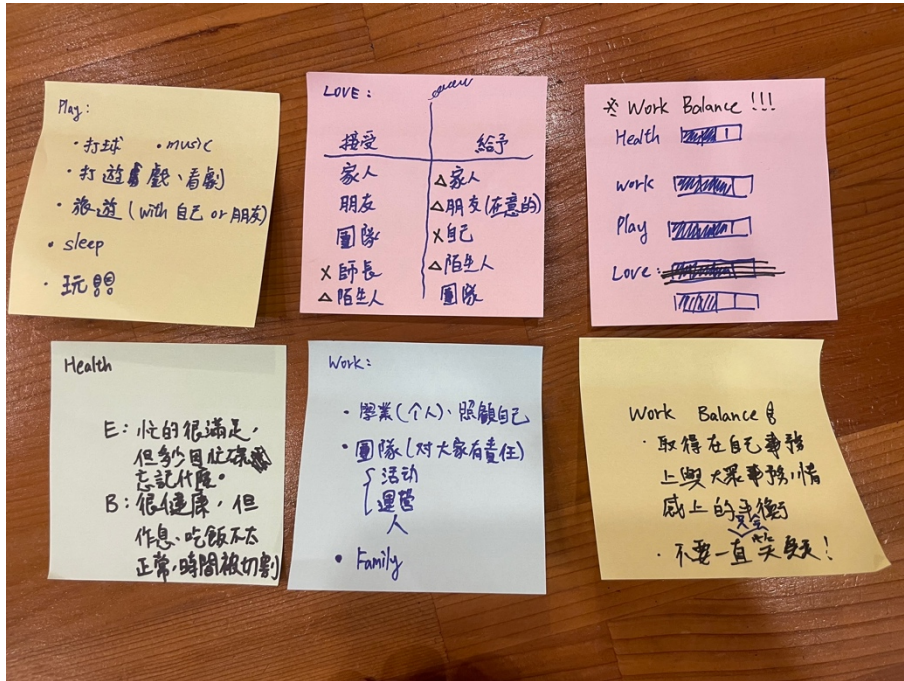 Play:
・打球 ・music
・打遊戲、看劇
・旅遊 (with 自己 or 朋友)
・sleep
・玩
LOVE:
接受 給予
家人 △家人
朋友 △朋友(在意的)
團隊 X自己
X師長 △陌生人
△陌生人 團隊
※ Work Balance !!!
Health
work
Play
Love:
Health
E: 忙的很滿足,
但多少因忙碌
忘記什麼。
B: 很健康, 但
作息、吃飯不太
正常,時間被切割
Work:
・學業(个人)、照顧自己
・團隊(対大家有責任)
活动
運營
人
・Family
Work Balance
・取得在自己事務
上與大眾事務,情
感上的平衡
・不要一直!